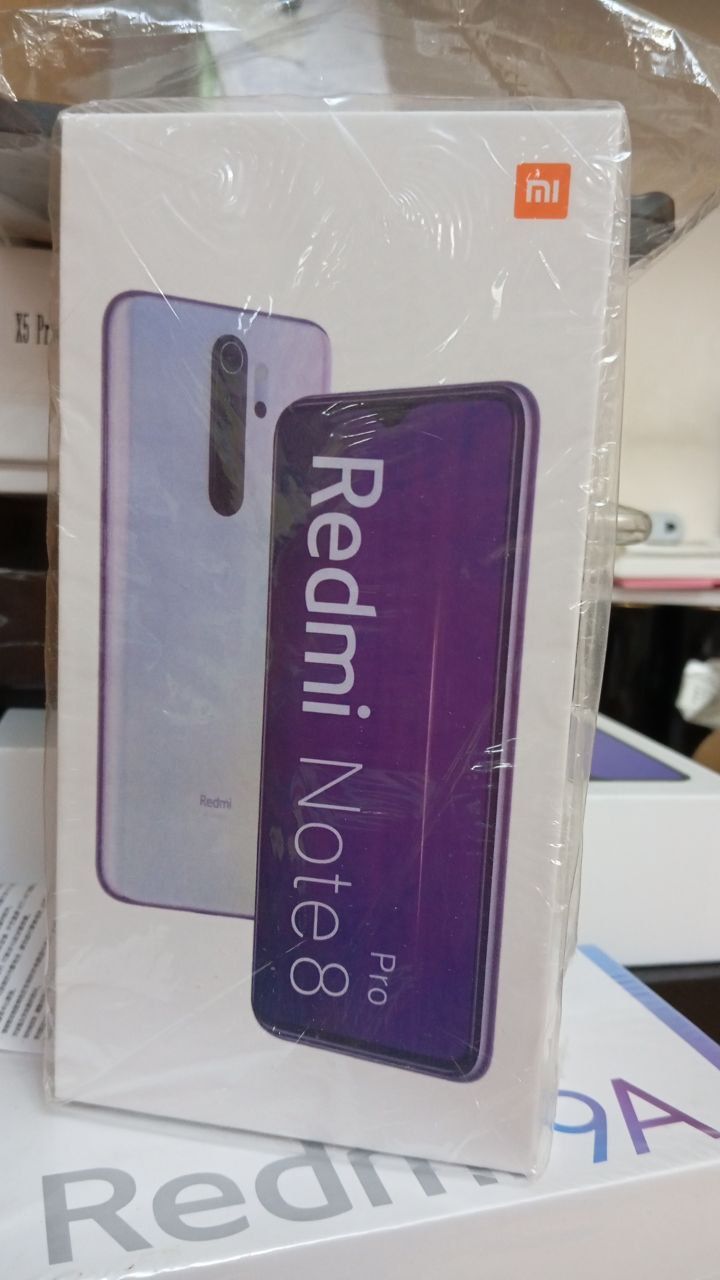 mi
X5 Pr
Redmi Note 8
Pro
Redmi
Redmi 9A